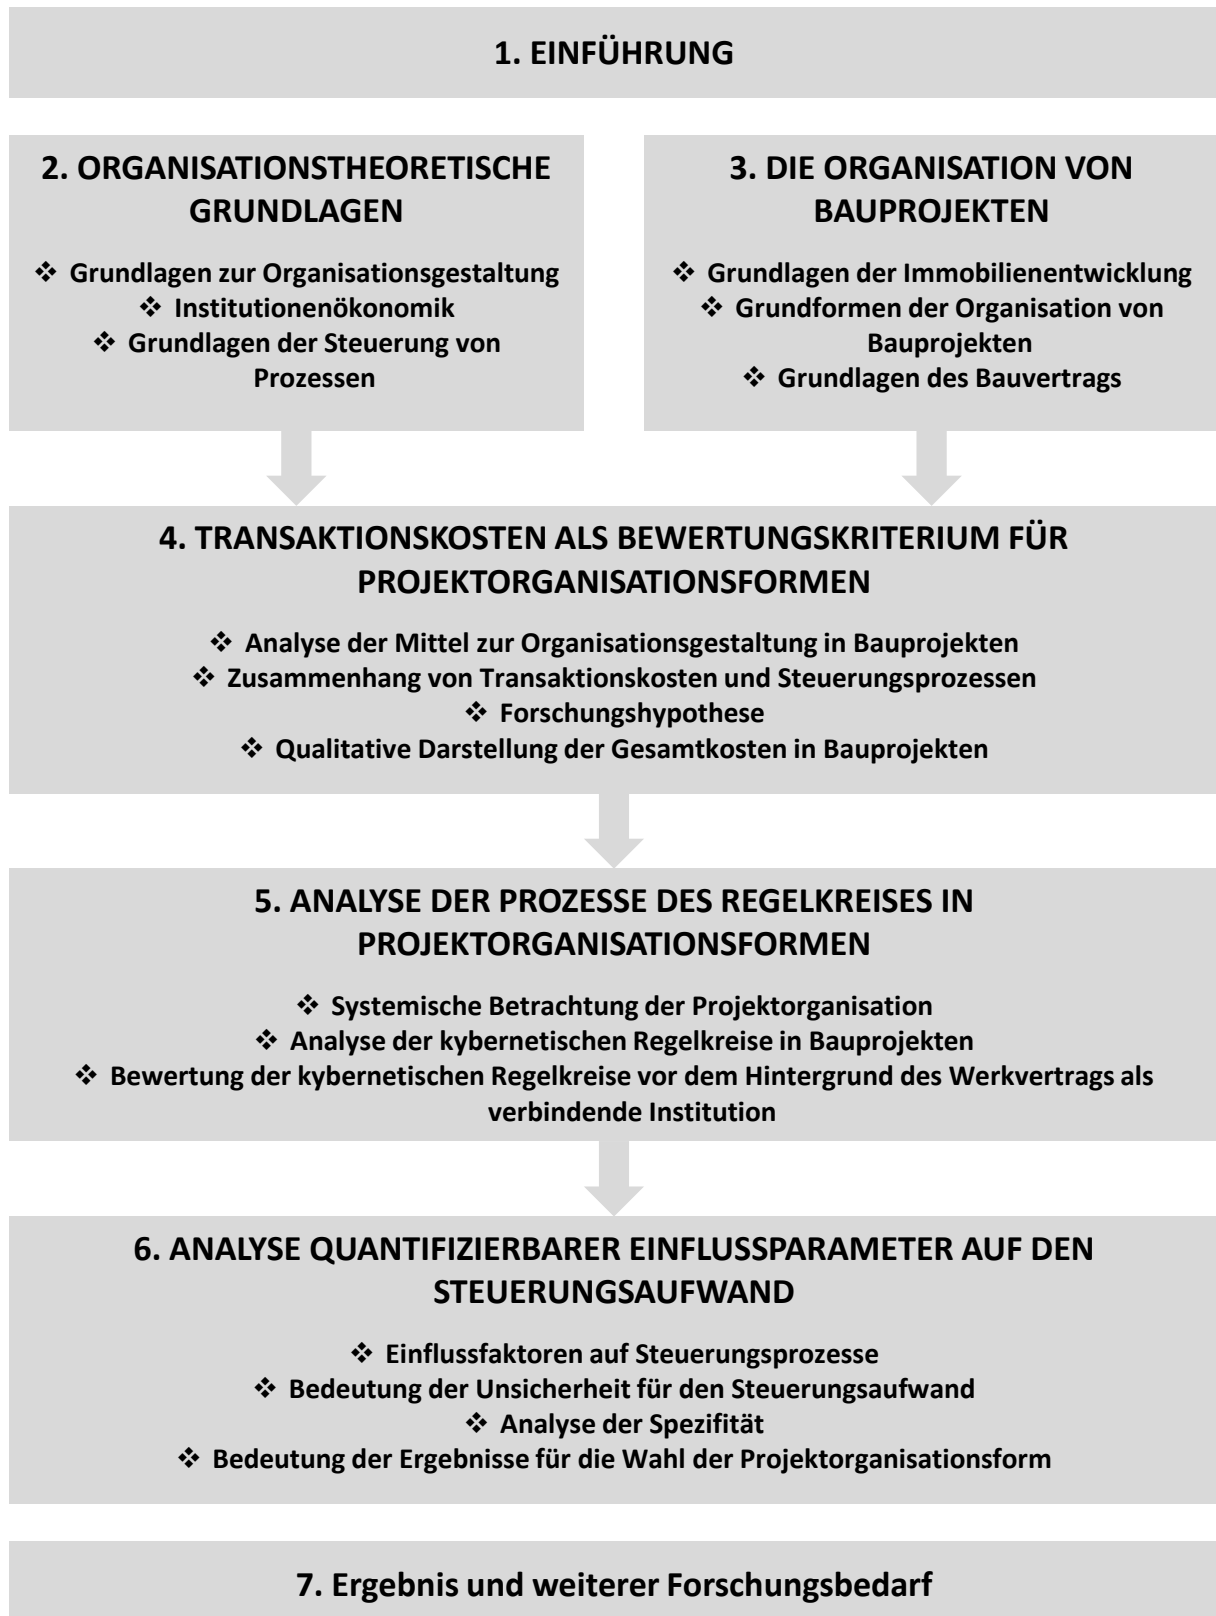 1. EINFÜHRUNG
2. ORGANISATIONSTHEORETISCHE
GRUNDLAGEN
❖ Grundlagen zur Organisationsgestaltung
❖ Institutionenökonomik
❖ Grundlagen der Steuerung von
Prozessen
3. DIE ORGANISATION VON
BAUPROJEKTEN
❖ Grundlagen der Immobilienentwicklung
❖ Grundformen der Organisation von
Bauprojekten
❖ Grundlagen des Bauvertrags
4. TRANSAKTIONSKOSTEN ALS BEWERTUNGSKRITERIUM FÜR
PROJEKTORGANISATIONSFORMEN
❖ Analyse der Mittel zur Organisationsgestaltung in Bauprojekten
❖ Zusammenhang von Transaktionskosten und Steuerungsprozessen
❖ Forschungshypothese
❖ Qualitative Darstellung der Gesamtkosten in Bauprojekten
5. ANALYSE DER PROZESSE DES REGELKREISES IN
PROJEKTORGANISATIONSFORMEN
❖ Systemische Betrachtung der Projektorganisation
❖ Analyse der kybernetischen Regelkreise in Bauprojekten
❖ Bewertung der kybernetischen Regelkreise vor dem Hintergrund des Werkvertrags als
verbindende Institution
6. ANALYSE QUANTIFIZIERBARER EINFLUSSPARAMETER AUF DEN
STEUERUNGSAUFWAND
❖ Einflussfaktoren auf Steuerungsprozesse
❖ Bedeutung der Unsicherheit für den Steuerungsaufwand
❖ Analyse der Spezifität
❖ Bedeutung der Ergebnisse für die Wahl der Projektorganisationsform
7. Ergebnis und weiterer Forschungsbedarf